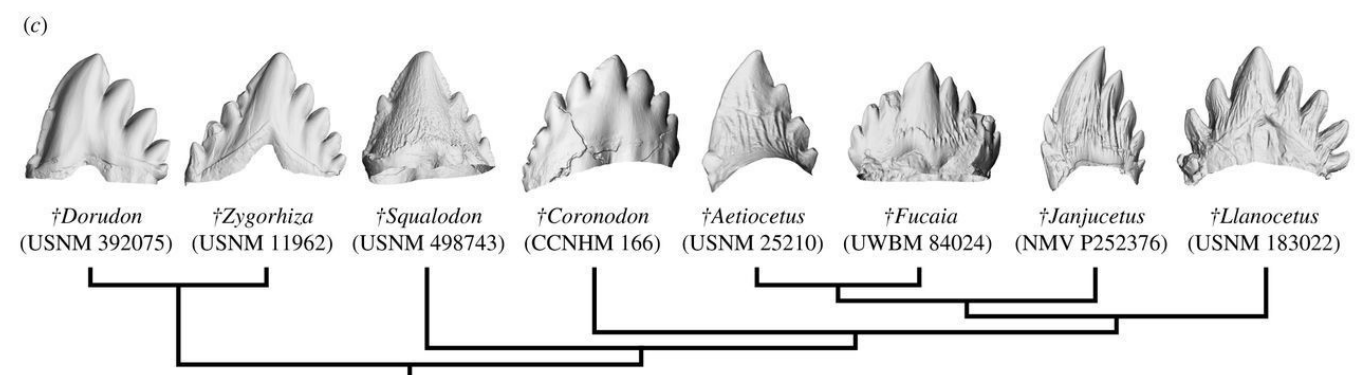 (c)
†Dorudon †Zygorhiza †Squalodon †Coronodon †Aetiocetus †Fucaia †Janjucetus †Llanocetus
(USNM 392075) (USNM 11962) (USNM 498743) (CCNHM 166) (USNM 25210) (UWBM 84024) (NMV P252376) (USNM 183022)